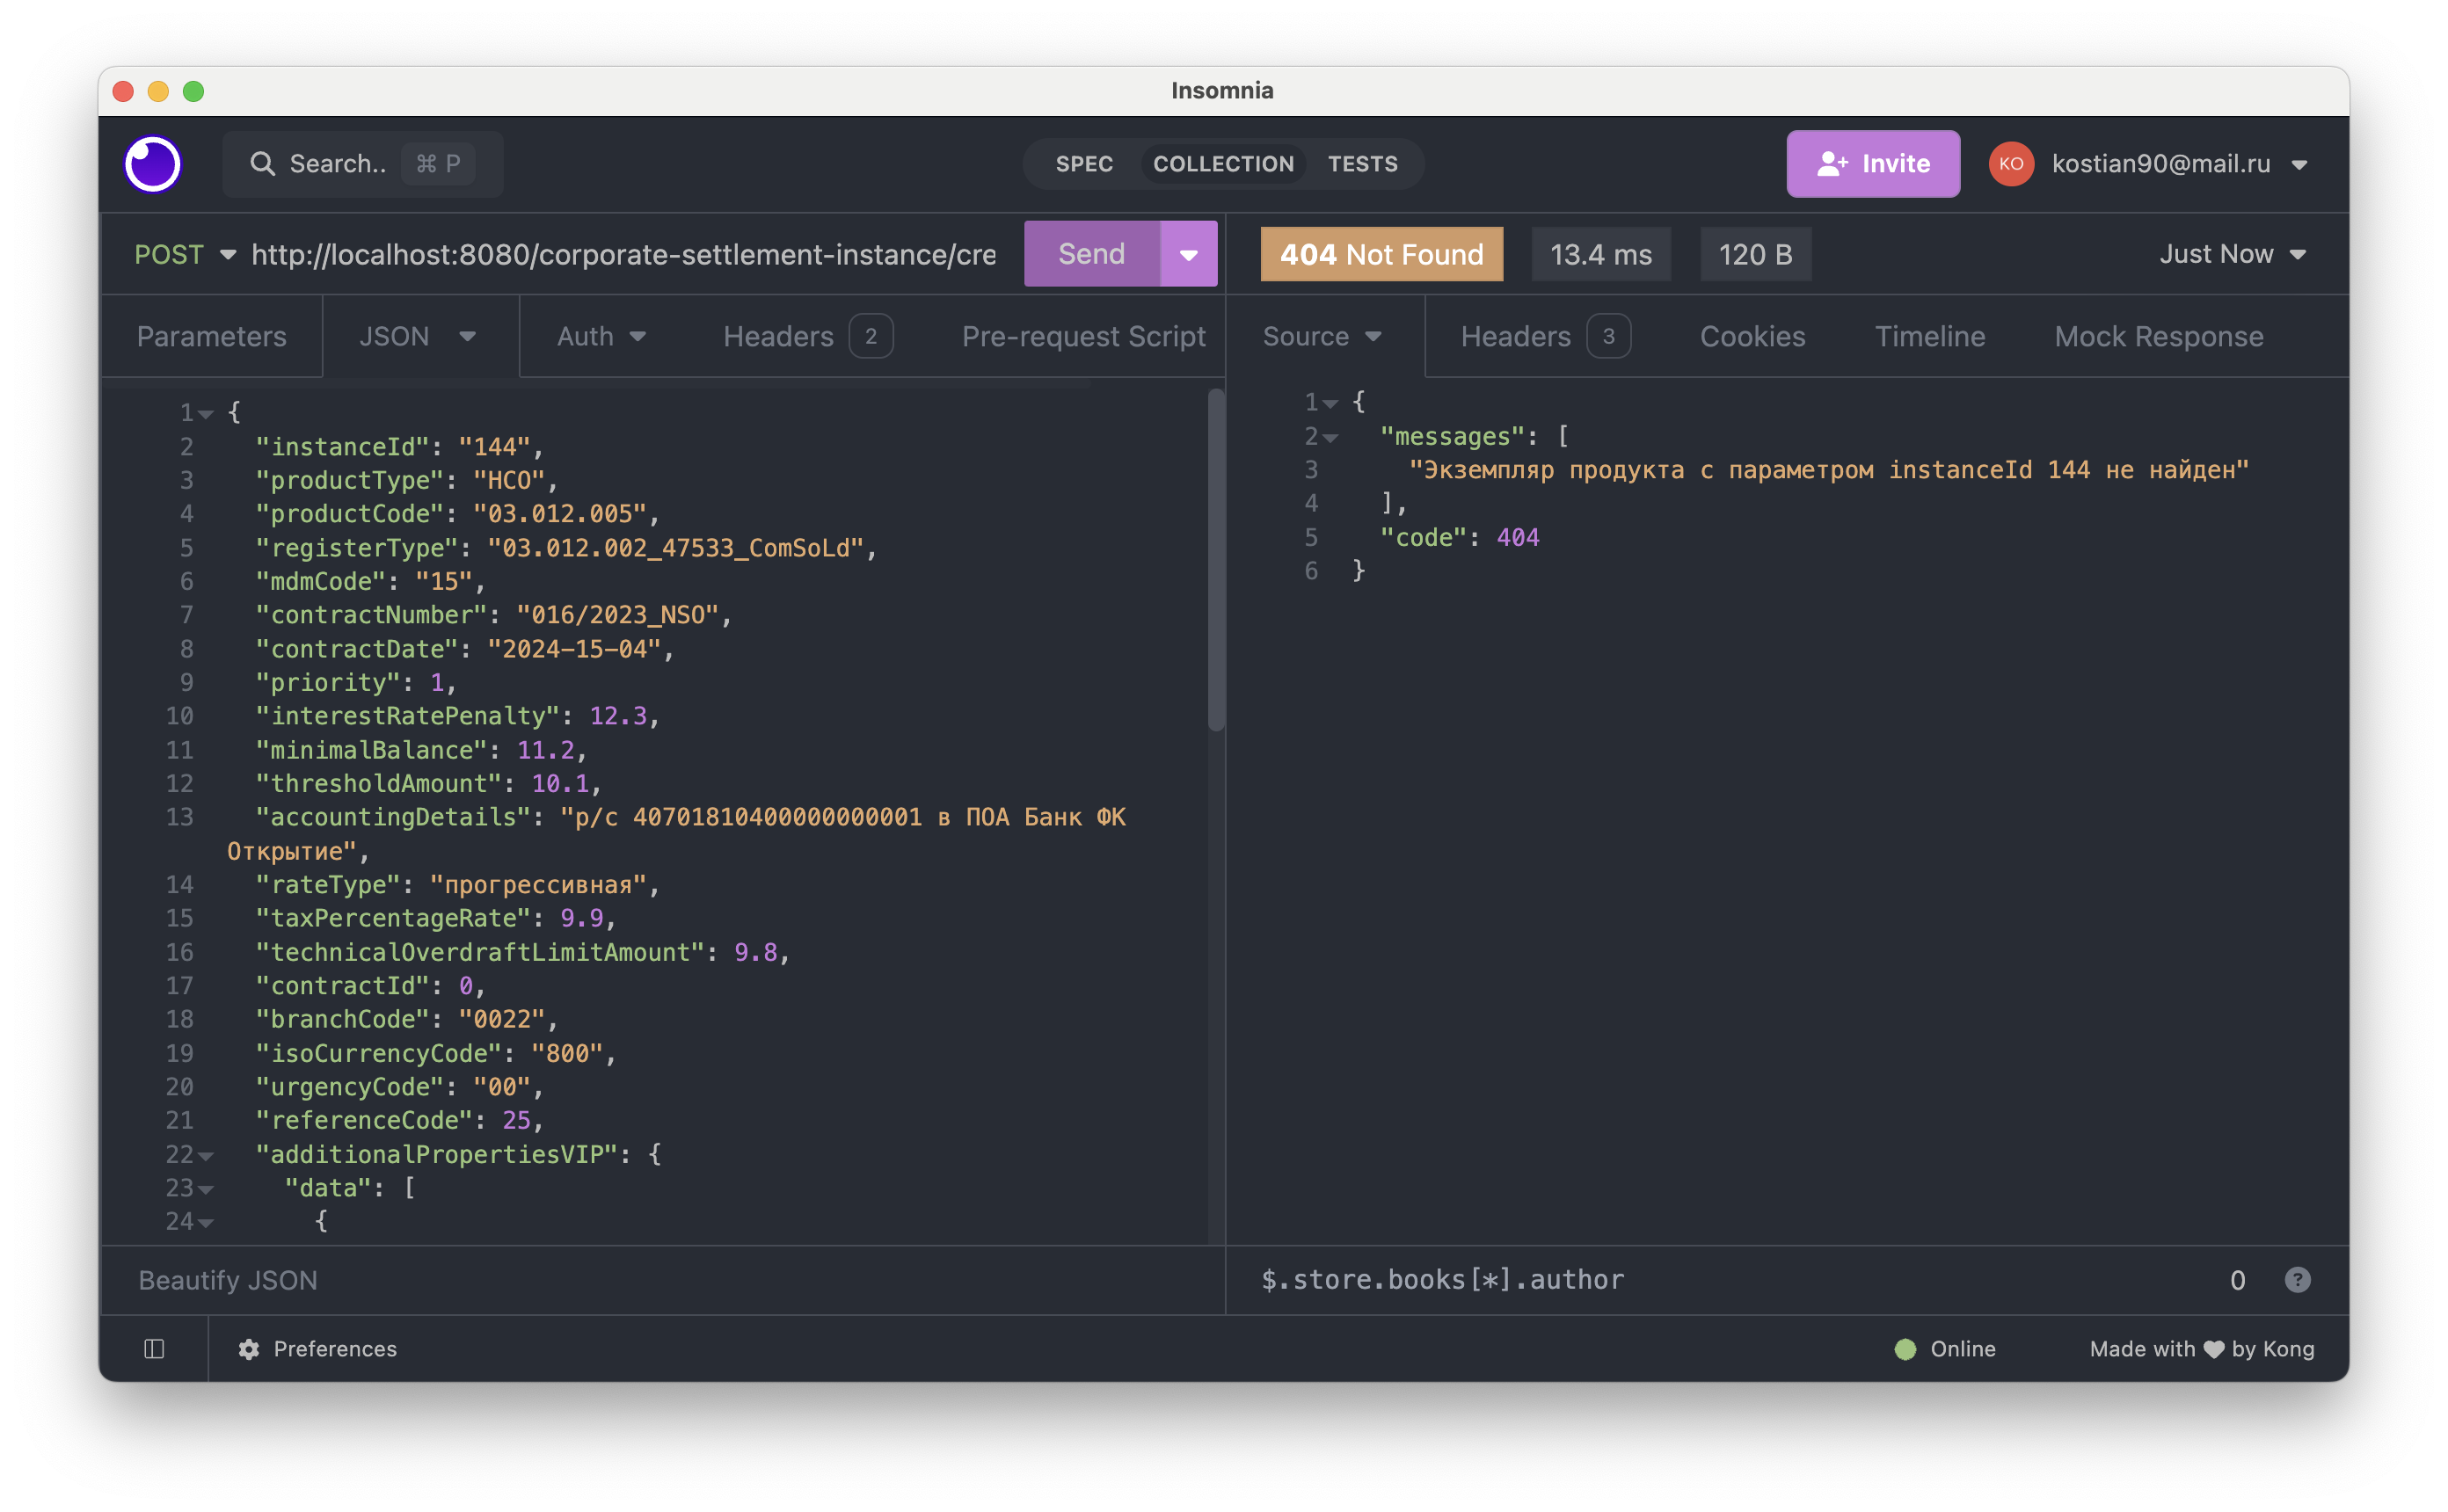 Insomnia
Search.. ⌘ P
SPEC COLLECTION TESTS
Invite
KO kostian90@mail.ru
POST http://localhost:8080/corporate-settlement-instance/cre Send
404 Not Found 13.4 ms 120 B Just Now
Parameters JSON Auth Headers 2 Pre-request Script
Source Headers 3 Cookies Timeline Mock Response
1 {
2 "instanceId": "144",
3 "productType": "НСО",
4 "productCode": "03.012.005",
5 "registerType": "03.012.002_47533_ComSoLd",
6 "mdmCode": "15",
7 "contractNumber": "016/2023_NSO",
8 "contractDate": "2024-15-04",
9 "priority": 1,
10 "interestRatePenalty": 12.3,
11 "minimalBalance": 11.2,
12 "thresholdAmount": 10.1,
13 "accountingDetails": "р/с 40701810400000000001 в ПОА Банк ФК
Открытие",
14 "rateType": "прогрессивная",
15 "taxPercentageRate": 9.9,
16 "technicalOverdraftLimitAmount": 9.8,
17 "contractId": 0,
18 "branchCode": "0022",
19 "isoCurrencyCode": "800",
20 "urgencyCode": "00",
21 "referenceCode": 25,
22 "additionalPropertiesVIP": {
23 "data": [
24 {
1 {
2 "messages": [
3 "Экземпляр продукта с параметром instanceId 144 не найден"
4 ],
5 "code": 404
6 }
Beautify JSON
$.store.books[*].author 0 ?
Preferences
Online Made with ♥ by Kong